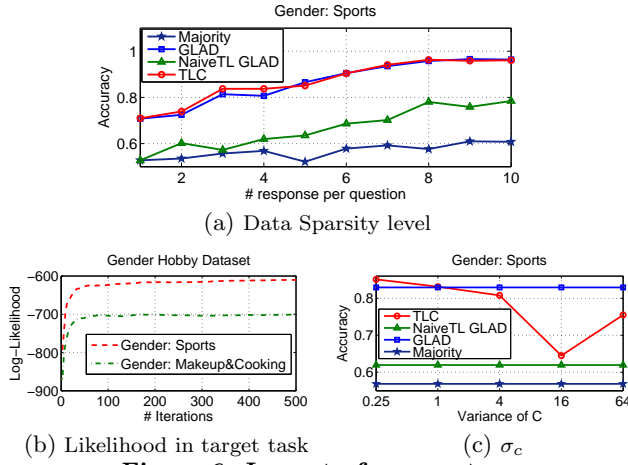 Gender: Sports
Majority
GLAD
NaiveTL GLAD
TLC
Accuracy
1
0.8
0.6
2
4
6
8
10
# response per question
(a) Data Sparsity level
Gender Hobby Dataset
Log-Likelihood
-600
-700
-800
-900
Gender: Sports
Gender: Makeup&Cooking
0
100
200
300
400
500
# Iterations
(b) Likelihood in target task
Gender: Sports
Accuracy
0.8
0.7
0.6
TLC
NaiveTL GLAD
GLAD
Majority
0.25
1
4
16
64
Variance of C
(c) σc